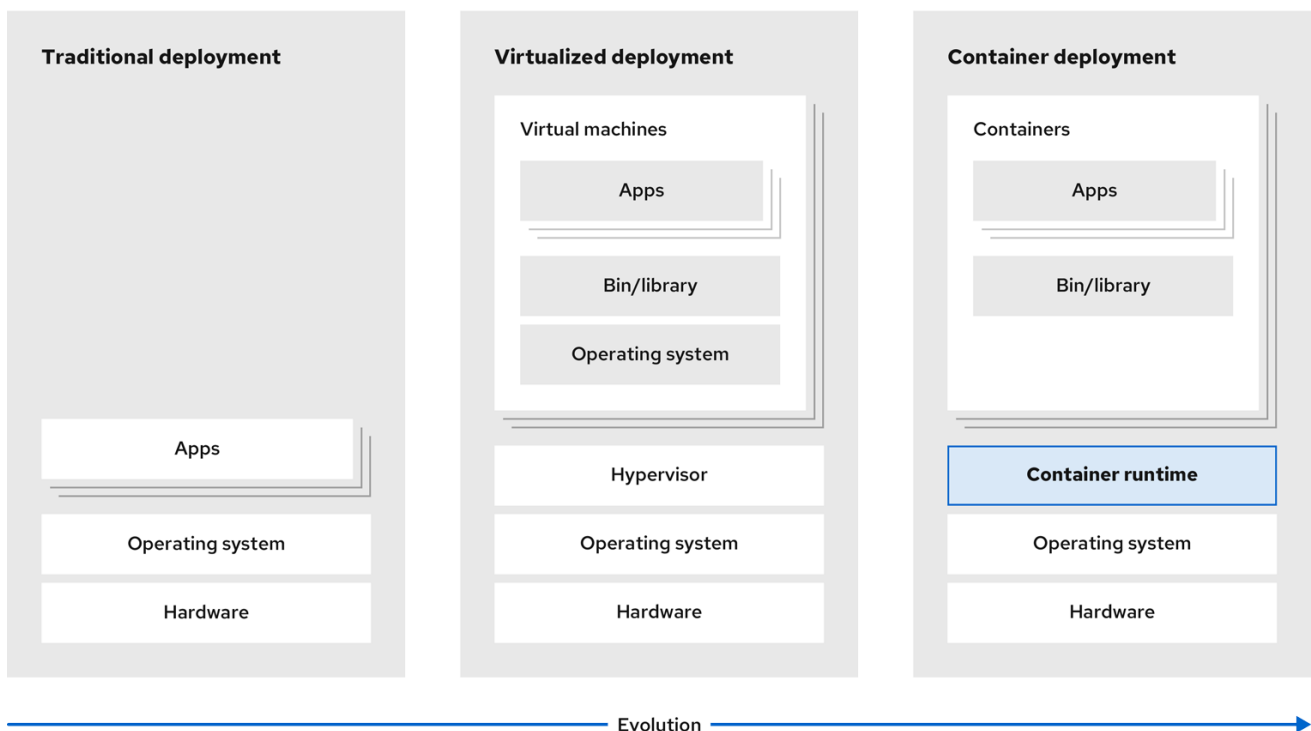 Traditional deployment
Apps
Operating system
Hardware
Virtualized deployment
Virtual machines
Apps
Bin/library
Operating system
Hypervisor
Operating system
Hardware
Container deployment
Containers
Apps
Bin/library
Container runtime
Operating system
Hardware
Evolution